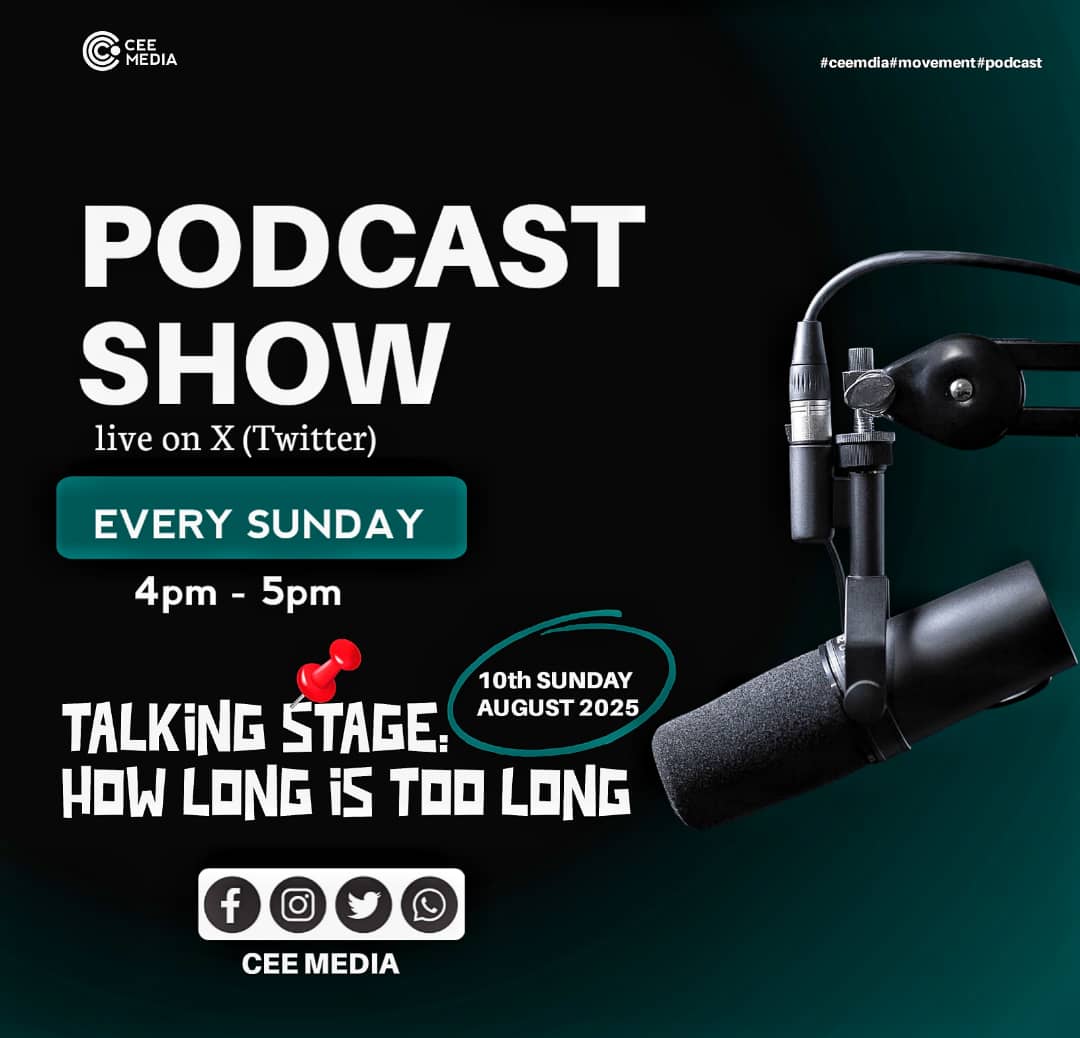 CEE
MEDIA
#ceemdia#movement#podcast
PODCAST
SHOW
live on X (Twitter)
EVERY SUNDAY
4pm - 5pm
10th SUNDAY
AUGUST 2025
TALKiNG STAGE:
HOW LONG iS TOO LONG
CEE MEDIA